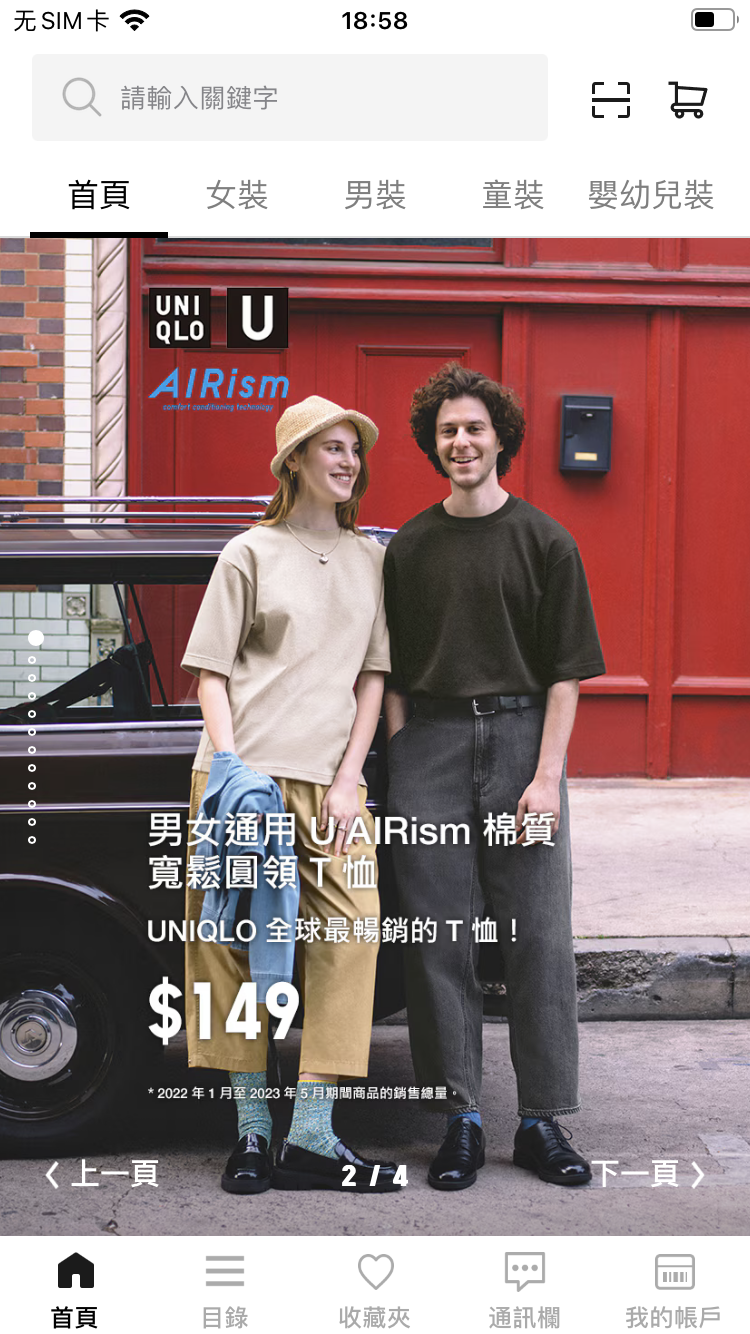 无SIM卡
18:58
請輸入關鍵字
首頁
女裝
男裝
童裝
嬰幼兒裝
UNI
QLO
U
AIRism
comfort conditioning technology
男女通用 U AIRism 棉質
寬鬆圓領 T 恤
UNIQLO 全球最暢銷的 T 恤！
$149
* 2022 年 1 月至 2023 年 5 月期間商品的銷售總量。
上一頁
2 / 4
下一頁
首頁
目錄
收藏夾
通訊欄
我的帳戶